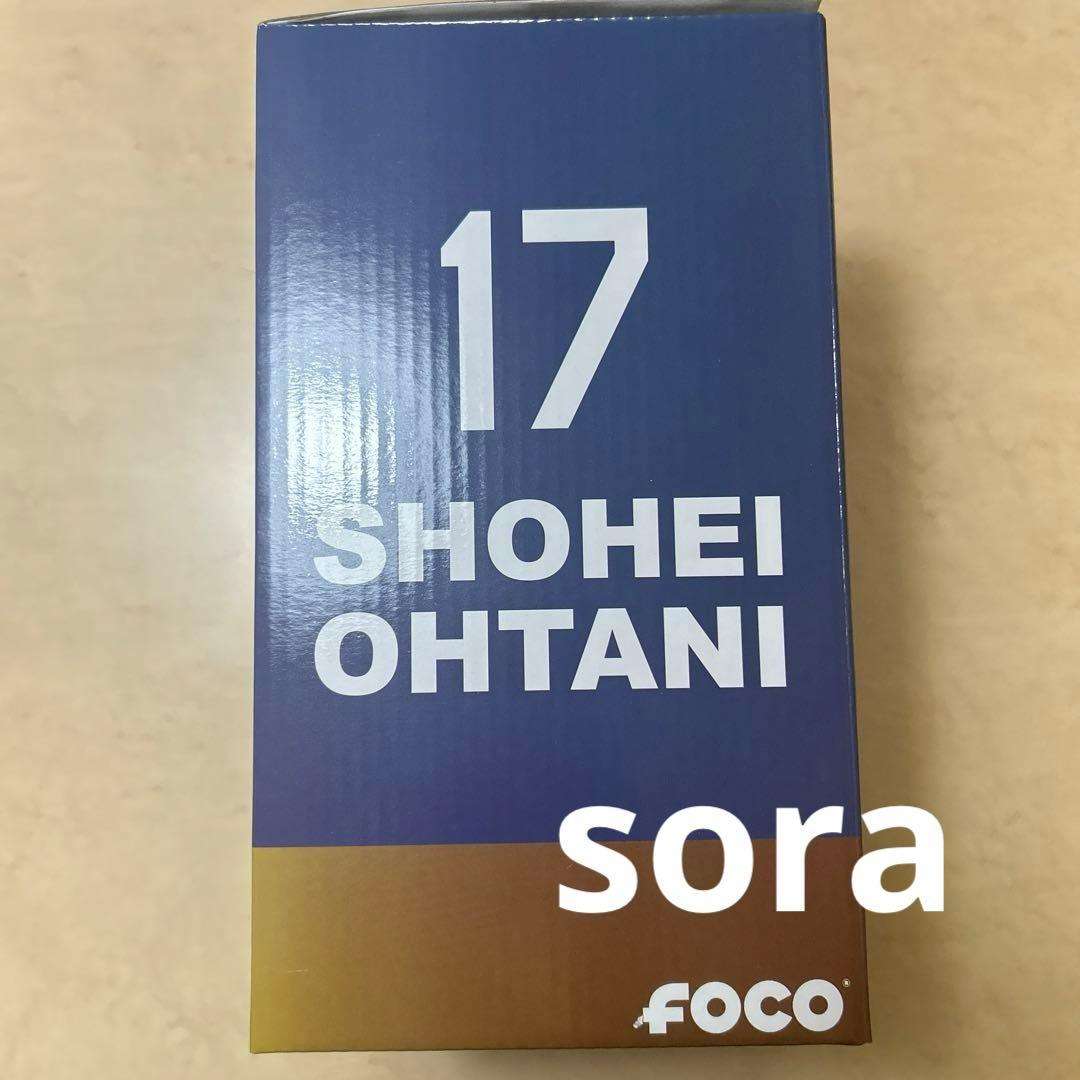 17
SHOHEI
OHTANI
sora
FOCO®